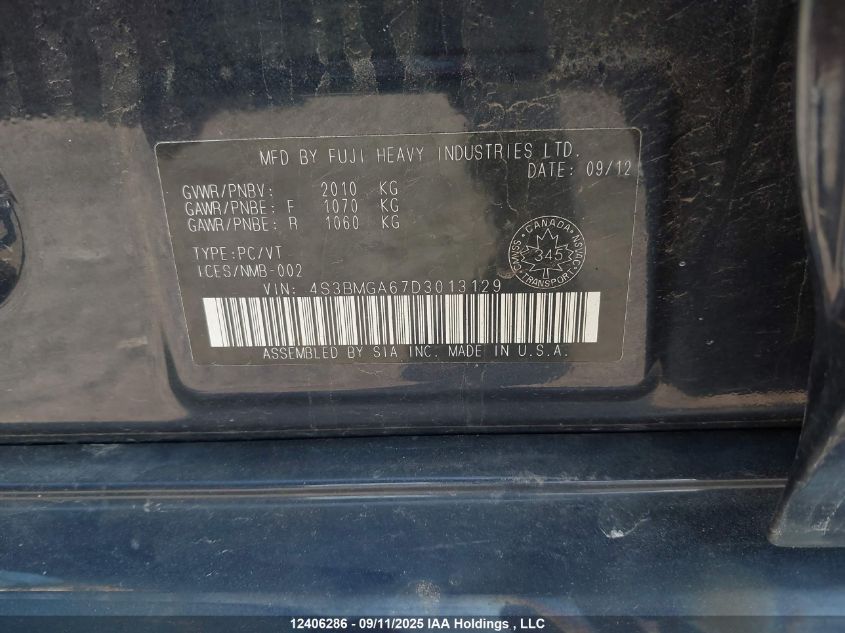 MFD BY FUJI HEAVY INDUSTRIES LTD.
DATE: 09/12
GVWR/PNBV: 2010 KG
GAWR/PNBE: F 1070 KG
GAWR/PNBE: R 1060 KG
TYPE:PC/VT
ICES/NMB-002
CANADA NSVAC TRANSPORT SSMNC
345
VIN: 4S3BMGA67D3013129
ASSEMBLED BY SIA INC. MADE IN U.S.A.
12406286 - 09/11/2025 IAA Holdings , LLC